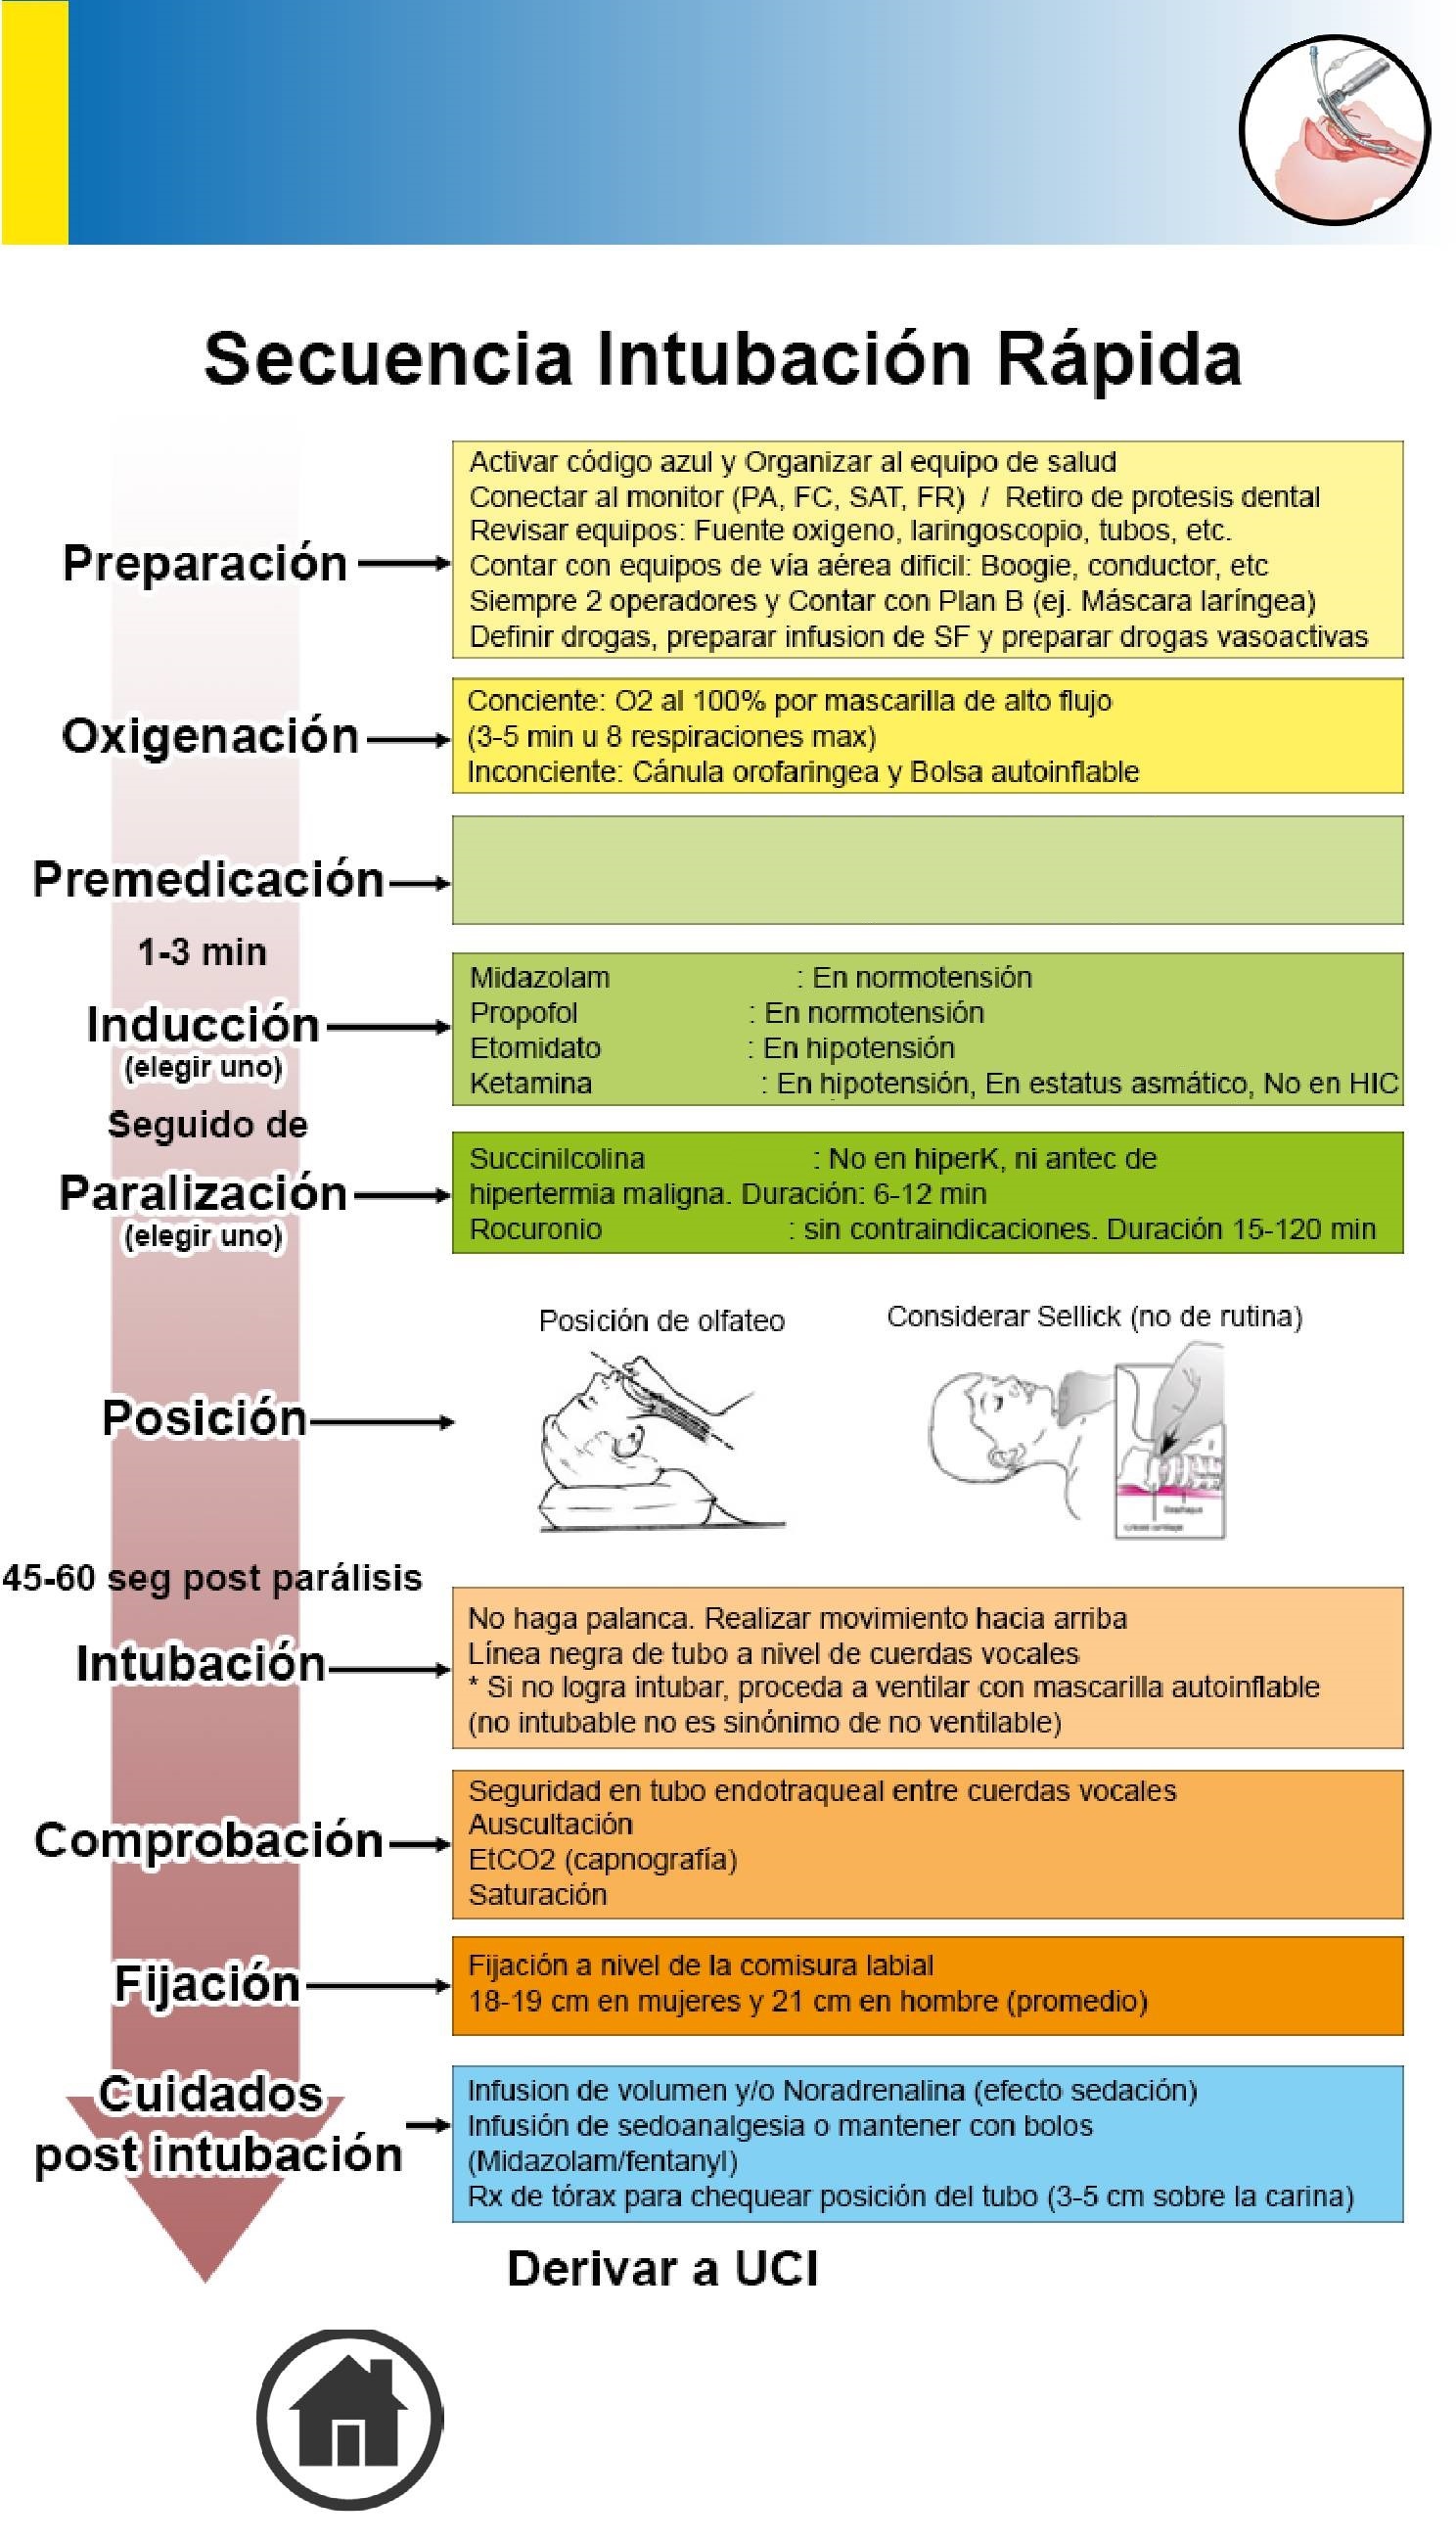 Secuencia Intubación Rápida
Preparación
Activar código azul y Organizar al equipo de salud
Conectar al monitor (PA, FC, SAT, FR) / Retiro de protesis dental
Revisar equipos: Fuente oxigeno, laringoscopio, tubos, etc.
Contar con equipos de vía aérea dificil: Boogie, conductor, etc
Siempre 2 operadores y Contar con Plan B (ej. Máscara laríngea)
Definir drogas, preparar infusion de SF y preparar drogas vasoactivas
Oxigenación
Conciente: O2 al 100% por mascarilla de alto flujo
(3-5 min u 8 respiraciones max)
Inconciente: Cánula orofaringea y Bolsa autoinflable
Premedicación
1-3 min
Inducción
(elegir uno)
Midazolam : En normotensión
Propofol : En normotensión
Etomidato : En hipotensión
Ketamina : En hipotensión, En estatus asmático, No en HIC
Seguido de
Paralización
(elegir uno)
Succinilcolina : No en hiperK, ni antec de
hipertermia maligna. Duración: 6-12 min
Rocuronio : sin contraindicaciones. Duración 15-120 min
Posición
Posición de olfateo
Considerar Sellick (no de rutina)
45-60 seg post parálisis
Intubación
No haga palanca. Realizar movimiento hacia arriba
Línea negra de tubo a nivel de cuerdas vocales
* Si no logra intubar, proceda a ventilar con mascarilla autoinflable
(no intubable no es sinónimo de no ventilable)
Comprobación
Seguridad en tubo endotraqueal entre cuerdas vocales
Auscultación
EtCO2 (capnografía)
Saturación
Fijación
Fijación a nivel de la comisura labial
18-19 cm en mujeres y 21 cm en hombre (promedio)
Cuidados
post intubación
Infusion de volumen y/o Noradrenalina (efecto sedación)
Infusión de sedoanalgesia o mantener con bolos
(Midazolam/fentanyl)
Rx de tórax para chequear posición del tubo (3-5 cm sobre la carina)
Derivar a UCI